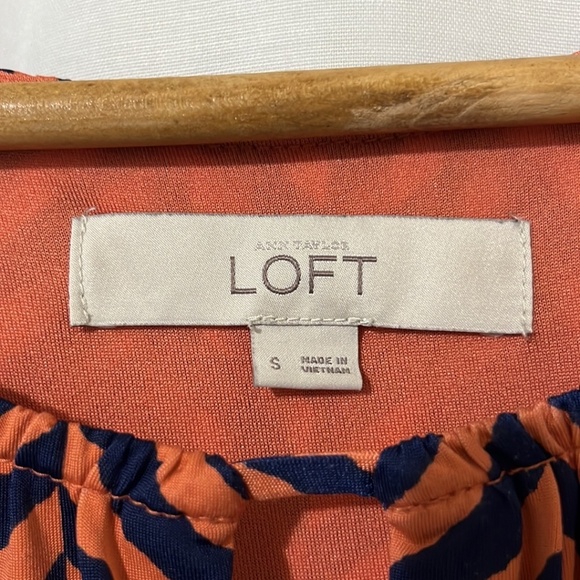 ANN TAYLOR
LOFT
S
MADE IN
VIETNAM